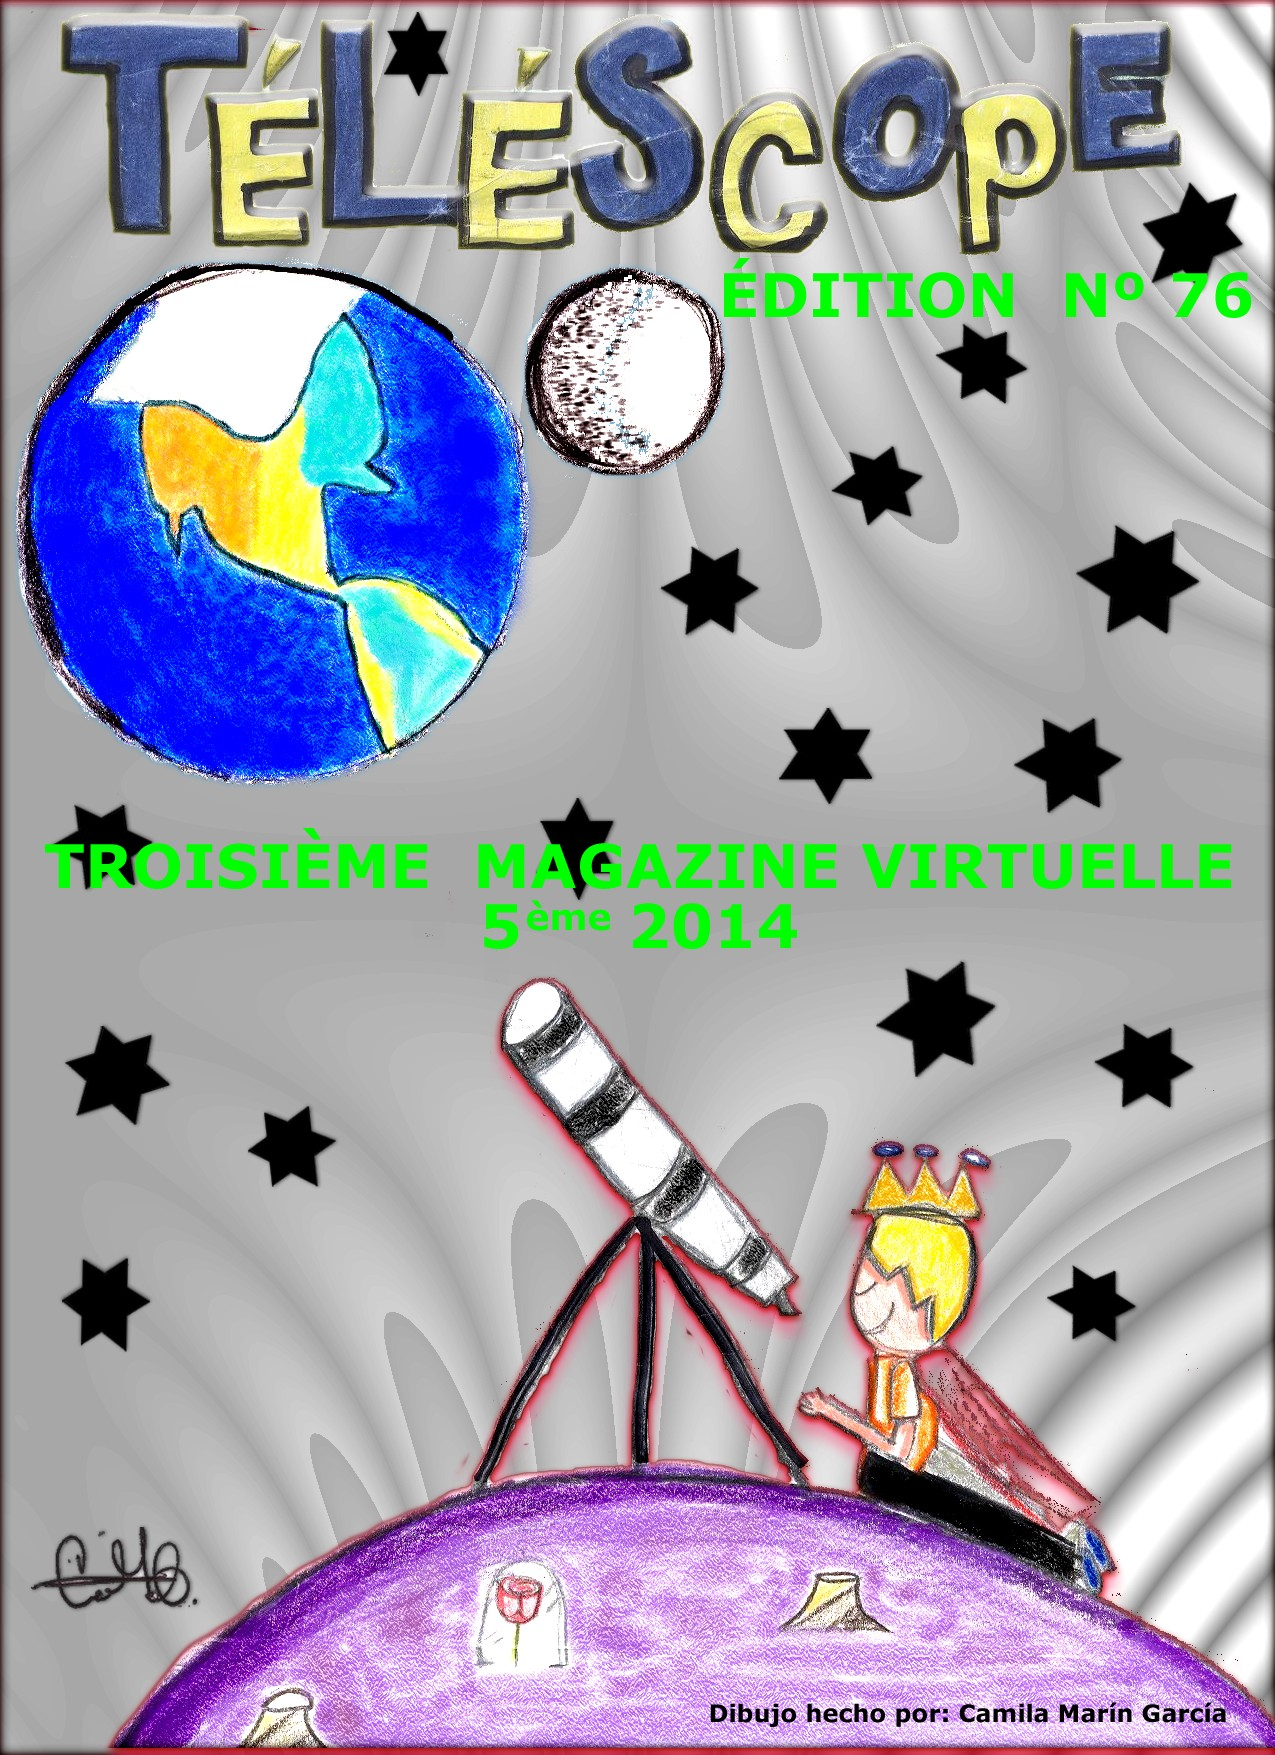 TÉLÉSCOPE
ÉDITION Nº 76
TROISIÈME MAGAZINE VIRTUELLE
5ème 2014
Dibujo hecho por: Camila Marín García